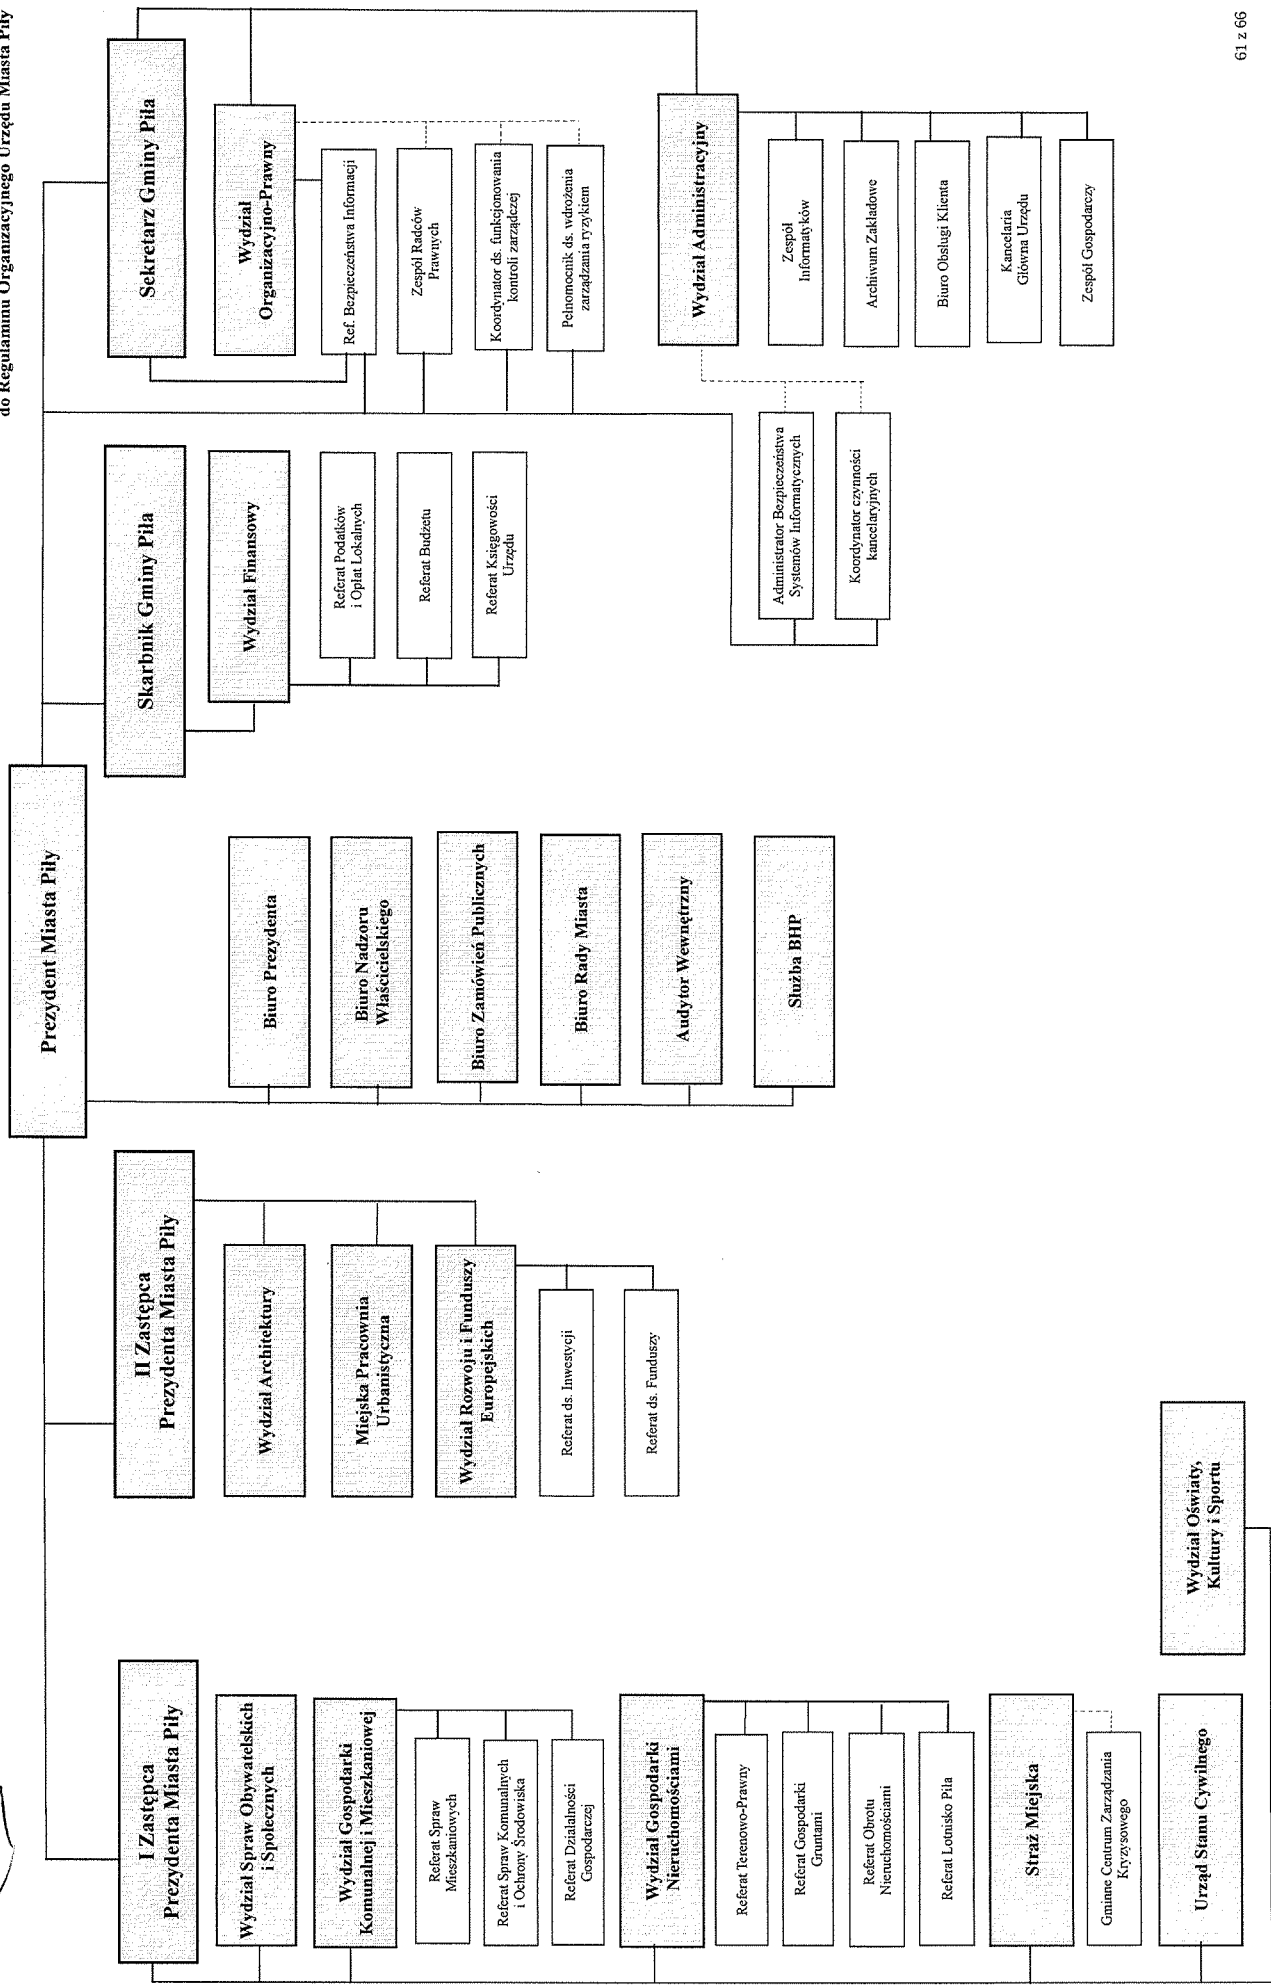 do Regulaminu Organizacyjnego Urzędu Miasta Piły
Prezydent Miasta Piły
I Zastępca
Prezydenta Miasta Piły
Wydział Spraw Obywatelskich
i Społecznych
Wydział Gospodarki
Komunalnej i Mieszkaniowej
Referat Spraw
Mieszkaniowych
Referat Spraw Komunalnych
i Ochrony Środowiska
Referat Działalności
Gospodarczej
Wydział Gospodarki
Nieruchomościami
Referat Terenowo-Prawny
Referat Gospodarki
Gruntami
Referat Obrotu
Nieruchomościami
Referat Lotnisko Piła
Straż Miejska
Gminne Centrum Zarządzania
Kryzysowego
Urząd Stanu Cywilnego
Wydział Oświaty,
Kultury i Sportu
II Zastępca
Prezydenta Miasta Piły
Wydział Architektury
Miejska Pracownia
Urbanistyczna
Wydział Rozwoju i Funduszy
Europejskich
Referat ds. Inwestycji
Referat ds. Funduszy
Biuro Prezydenta
Biuro Nadzoru
Właścicielskiego
Biuro Zamówień Publicznych
Biuro Rady Miasta
Audytor Wewnętrzny
Służba BHP
Skarbnik Gminy Piła
Wydział Finansowy
Referat Podatków
i Opłat Lokalnych
Referat Budżetu
Referat Księgowości
Urzędu
Sekretarz Gminy Piła
Wydział
Organizacyjno-Prawny
Ref. Bezpieczeństwa Informacji
Zespół Radców
Prawnych
Koordynator ds. funkcjonowania
kontroli zarządczej
Pełnomocnik ds. wdrożenia
zarządzania ryzykiem
Wydział Administracyjny
Zespół
Informatyków
Archiwum Zakładowe
Biuro Obsługi Klienta
Kancelaria
Główna Urzędu
Zespół Gospodarczy
Administrator Bezpieczeństwa
Systemów Informatycznych
Koordynator czynności
kancelaryjnych
61 z 66